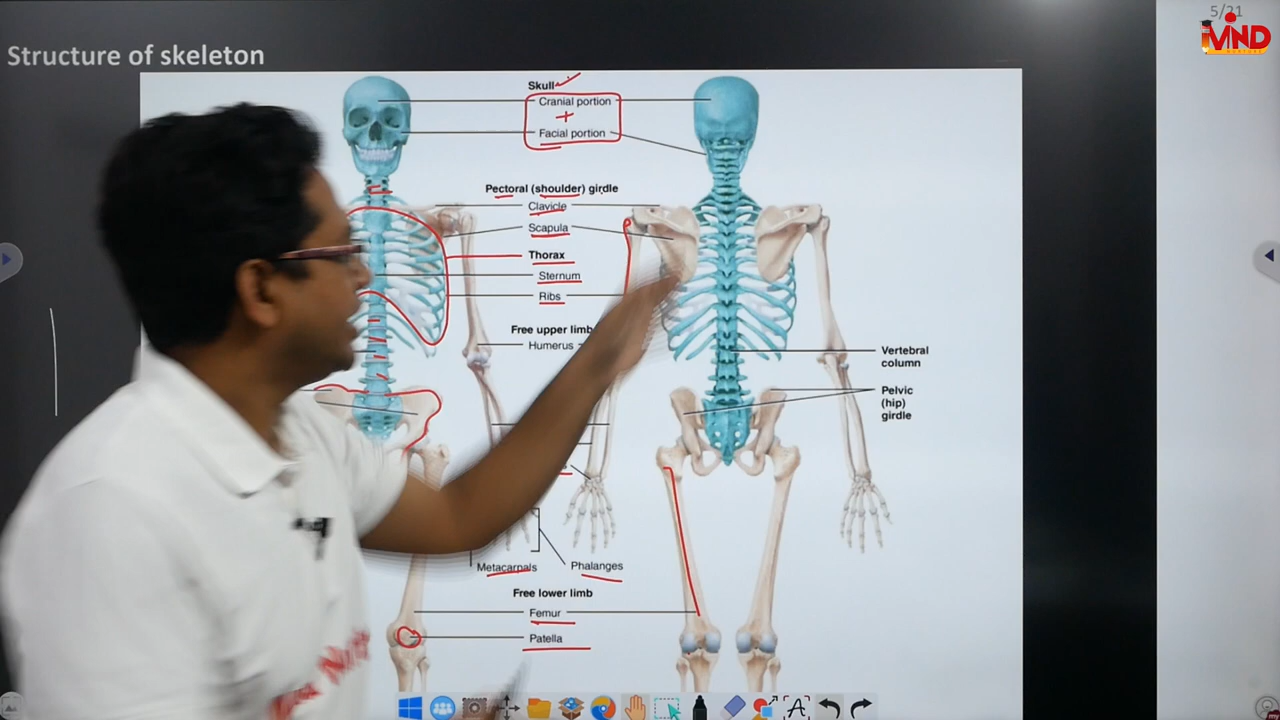 5/21
MIND
Structure of skeleton
Skull
Cranial portion
+
Facial portion
Pectoral (shoulder) girdle
Clavicle
Scapula
Thorax
Sternum
Ribs
Free upper limb
Humerus
Vertebral
column
Pelvic
(hip)
girdle
Metacarpals
Phalanges
Free lower limb
Femur
Patella
A